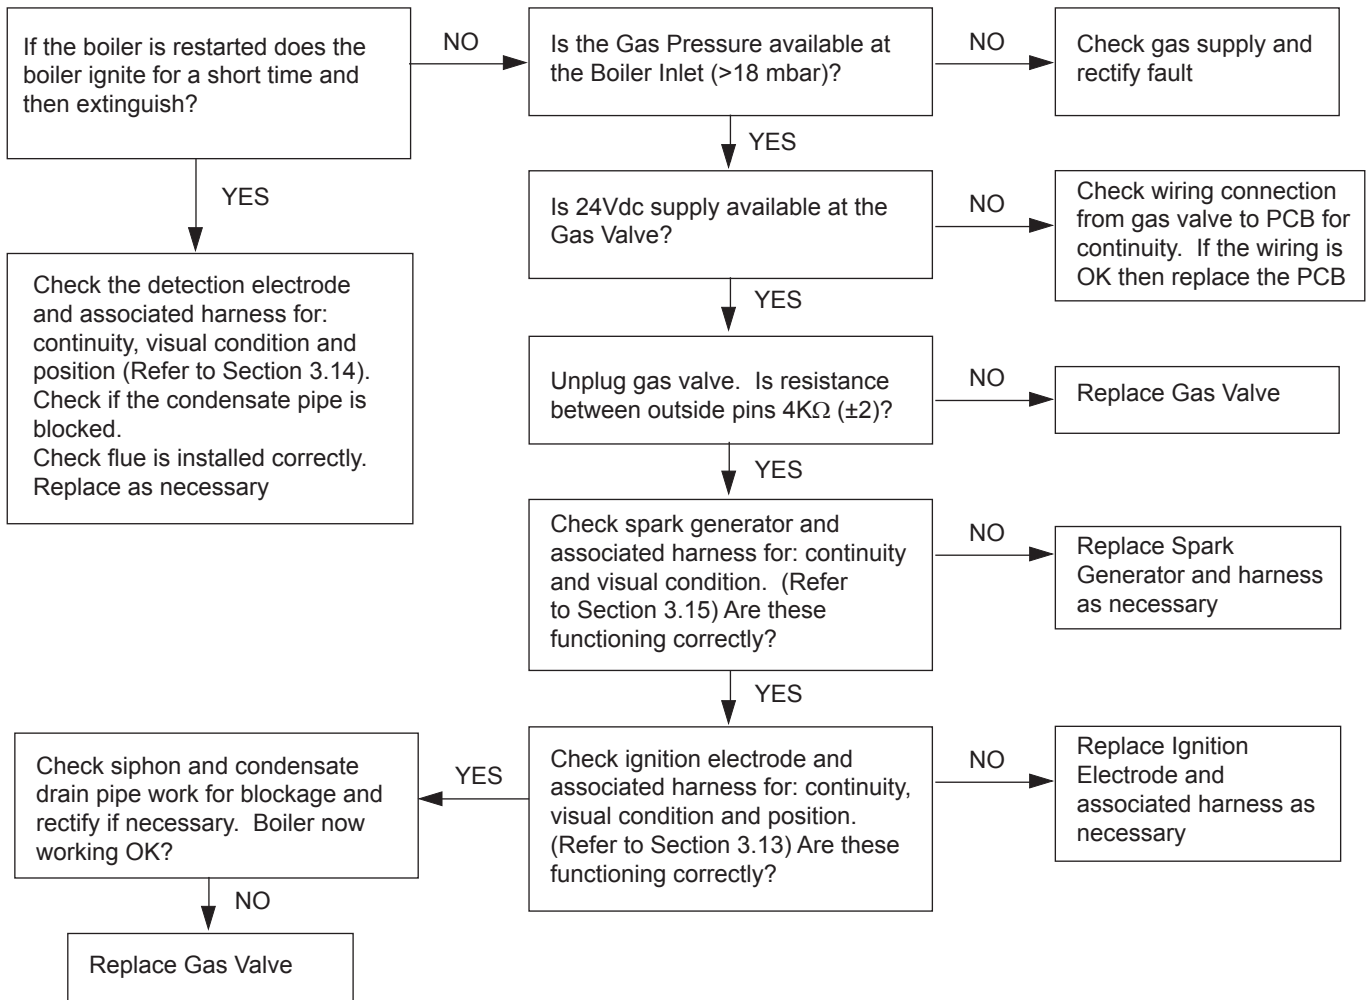 If the boiler is restarted does the
boiler ignite for a short time and
then extinguish?
NO
Is the Gas Pressure available at
the Boiler Inlet (>18 mbar)?
NO
Check gas supply and
rectify fault
YES
YES
Check the detection electrode
and associated harness for:
continuity, visual condition and
position (Refer to Section 3.14).
Check if the condensate pipe is
blocked.
Check flue is installed correctly.
Replace as necessary
Is 24Vdc supply available at the
Gas Valve?
NO
Check wiring connection
from gas valve to PCB for
continuity.  If the wiring is
OK then replace the PCB
YES
Unplug gas valve.  Is resistance
between outside pins 4KΩ (±2)?
NO
Replace Gas Valve
YES
Check spark generator and
associated harness for: continuity
and visual condition.  (Refer
to Section 3.15) Are these
functioning correctly?
NO
Replace Spark
Generator and harness
as necessary
YES
Check ignition electrode and
associated harness for: continuity,
visual condition and position.
(Refer to Section 3.13) Are these
functioning correctly?
NO
Replace Ignition
Electrode and
associated harness as
necessary
YES
Check siphon and condensate
drain pipe work for blockage and
rectify if necessary.  Boiler now
working OK?
NO
Replace Gas Valve